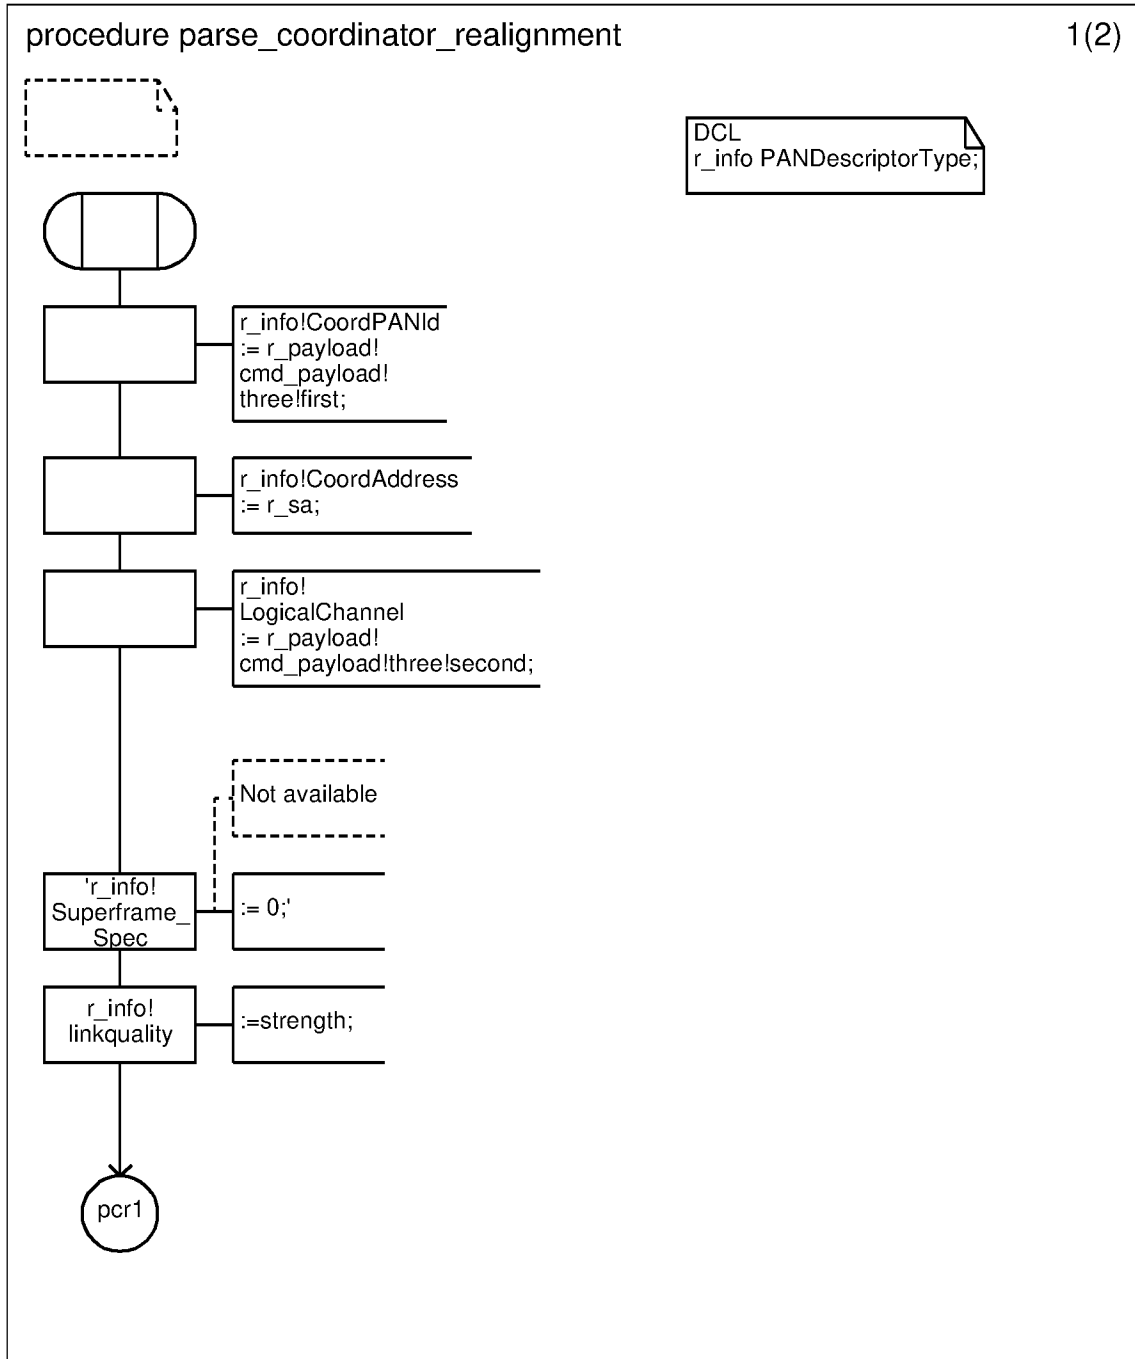 procedure parse_coordinator_realignment
1(2)
DCL
r_info PANDescriptorType;
r_info!CoordPANId
:= r_payload!
cmd_payload!
three!first;
r_info!CoordAddress
:= r_sa;
r_info!
LogicalChannel
:= r_payload!
cmd_payload!three!second;
Not available
'r_info!
Superframe_
Spec
:= 0;'
r_info!
linkquality
:=strength;
pcr1